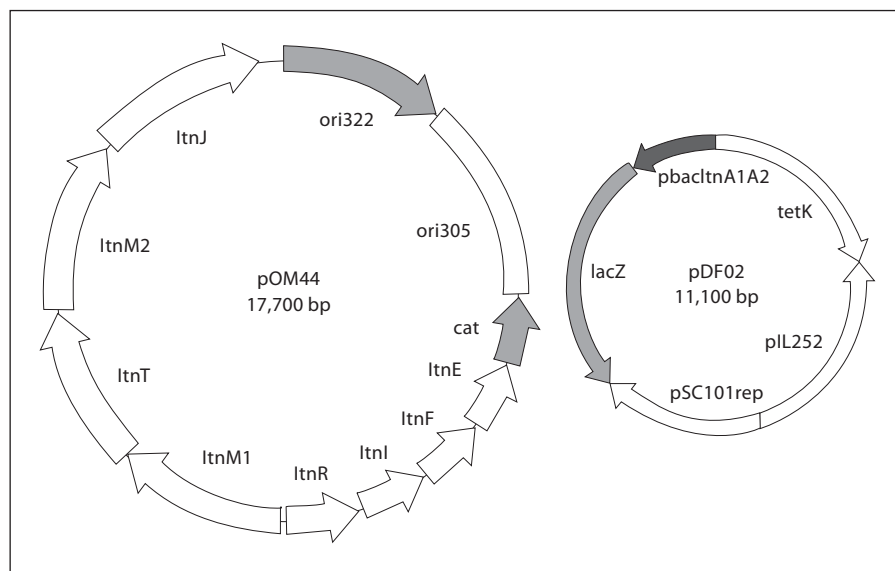 ltnJ
ori322
ltnM2
ori305
pOM44
17,700 bp
cat
ltnE
ltnF
ltnI
ltnR
ltnM1
ltnT
pbacltnA1A2
tetK
lacZ
pDF02
11,100 bp
pIL252
pSC101rep